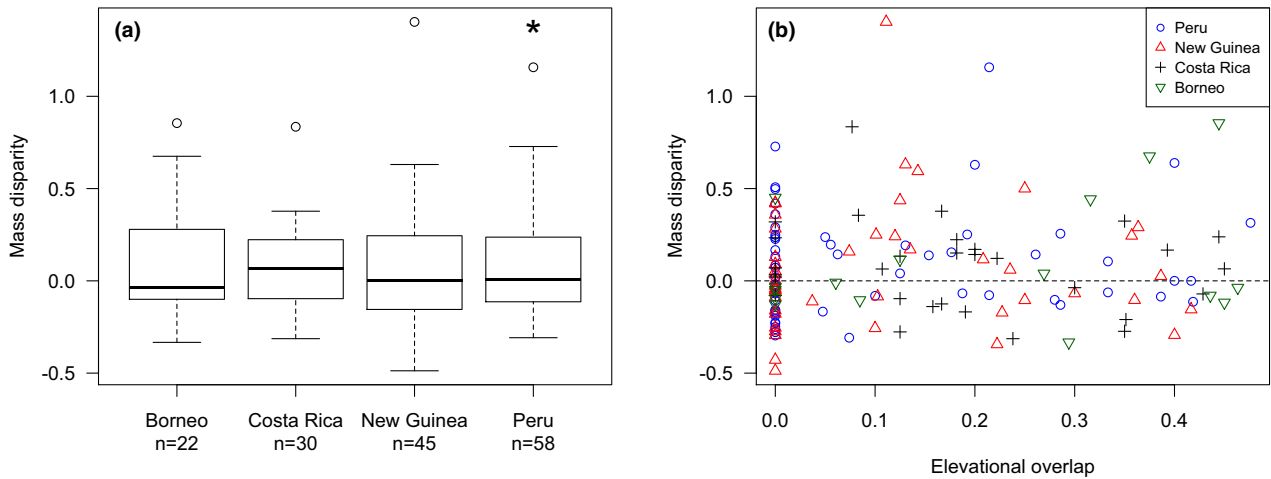 (a)
*
Mass disparity
1.0
0.5
0.0
-0.5
Borneo Costa Rica New Guinea Peru
n=22 n=30 n=45 n=58
(b)
Peru
New Guinea
Costa Rica
Borneo
Mass disparity
1.0
0.5
0.0
-0.5
0.0 0.1 0.2 0.3 0.4
Elevational overlap